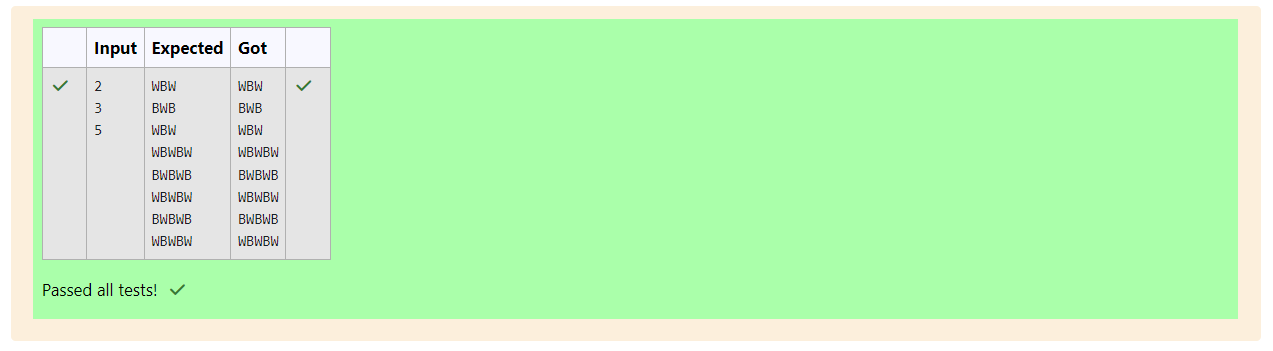 Input Expected Got
2 WBW WBW
3 BWB BWB
5 WBW WBW
WBWBW WBWBW
BWBWB BWBWB
WBWBW WBWBW
BWBWB BWBWB
WBWBW WBWBW
Passed all tests!